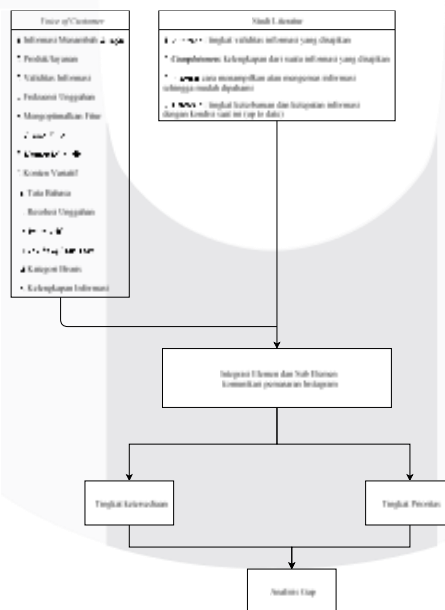 Voice of Customer
Informasi Menambah
Produk/layanan
Validitas Informasi
Frekuensi Unggahan
Mengoptimalkan Fitur
Konten Variatif
Tata Bahasa
Resolusi Unggahan
Kategori Bisnis
Kelengkapan Informasi
Studi Literatur
: tingkat validitas informasi yang disajikan
Completeness: kelengkapan dari suatu informasi yang disajikan
cara menampilkan atau mengemas informasi
sehingga mudah dipahami
: tingkat keterbaruan dan ketepatan informasi
dengan kondisi saat ini (up to date)
Integrasi Elemen dan Sub Elemen
komunikasi pemasaran Instagram
Tingkat ketersediaan
Tingkat Prioritas
Analisis Gap